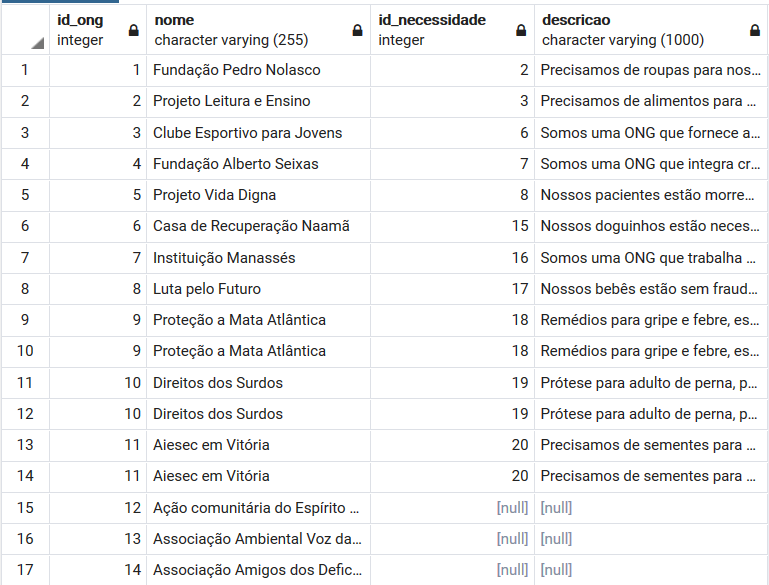 id_ong nome id_necessidade descricao
integer character varying (255) integer character varying (1000)
1 1 Fundação Pedro Nolasco 2 Precisamos de roupas para nos...
2 2 Projeto Leitura e Ensino 3 Precisamos de alimentos para ...
3 3 Clube Esportivo para Jovens 6 Somos uma ONG que fornece a...
4 4 Fundação Alberto Seixas 7 Somos uma ONG que integra cr...
5 5 Projeto Vida Digna 8 Nossos pacientes estão morre...
6 6 Casa de Recuperação Naamã 15 Nossos doguinhos estão neces...
7 7 Instituição Manassés 16 Somos uma ONG que trabalha ...
8 8 Luta pelo Futuro 17 Nossos bebês estão sem fraud...
9 9 Proteção a Mata Atlântica 18 Remédios para gripe e febre, es...
10 9 Proteção a Mata Atlântica 18 Remédios para gripe e febre, es...
11 10 Direitos dos Surdos 19 Prótese para adulto de perna, p...
12 10 Direitos dos Surdos 19 Prótese para adulto de perna, p...
13 11 Aiesec em Vitória 20 Precisamos de sementes para ...
14 11 Aiesec em Vitória 20 Precisamos de sementes para ...
15 12 Ação comunitária do Espírito ... [null] [null]
16 13 Associação Ambiental Voz da... [null] [null]
17 14 Associação Amigos dos Defic... [null] [null]